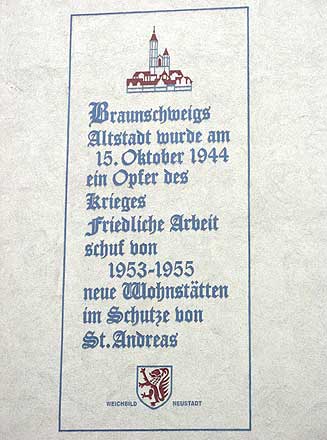 Braunschweigs
Altstadt wurde am
15. Oktober 1944
ein Opfer des
Krieges
Friedliche Arbeit
schuf von
1953-1955
neue Wohnstätten
im Schutze von
St. Andreas
WEICHBILD NEUSTADT